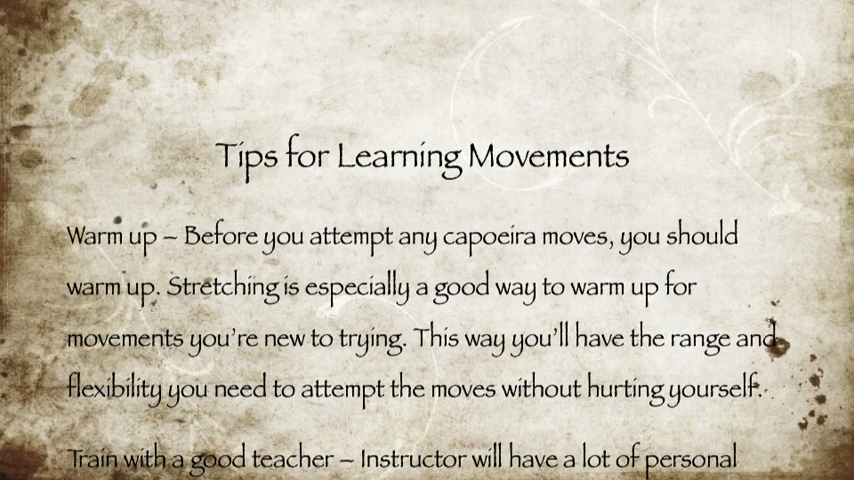 Tips for Learning Movements
Warm up – Before you attempt any capoeira moves, you should
warm up. Stretching is especially a good way to warm up for
movements you’re new to trying. This way you’ll have the range and
flexibility you need to attempt the moves without hurting yourself.
Train with a good teacher – Instructor will have a lot of personal